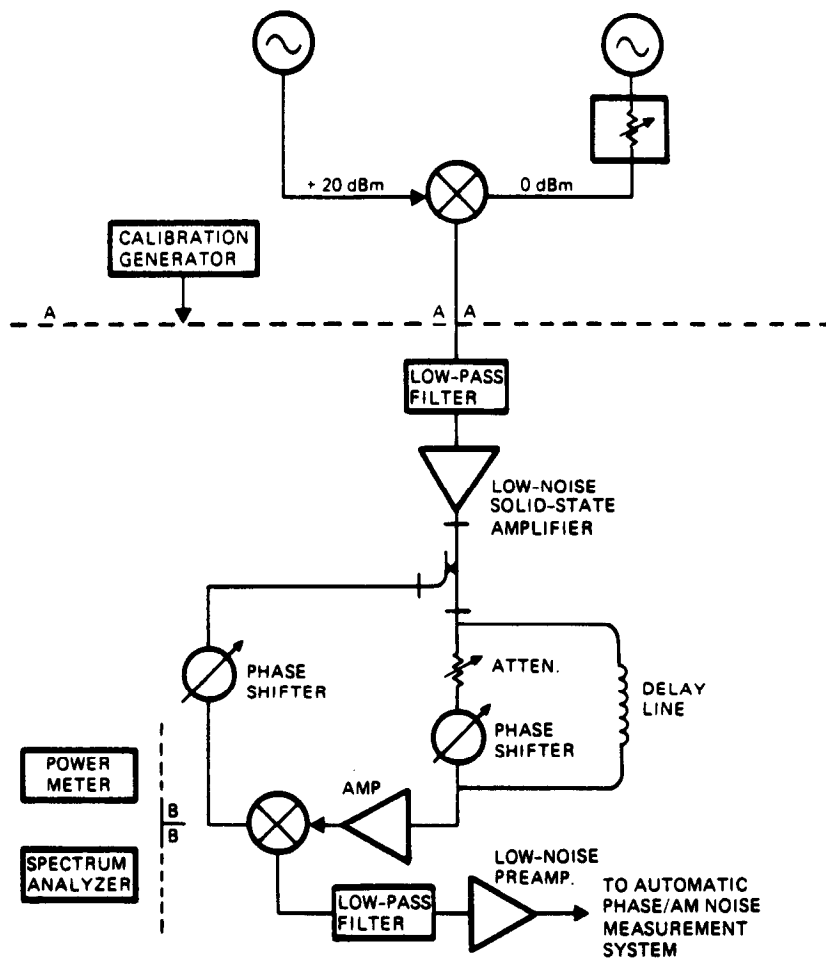 + 20 dBm
0 dBm
CALIBRATION
GENERATOR
A
A
A
LOW-PASS
FILTER
LOW-NOISE
SOLID-STATE
AMPLIFIER
PHASE
SHIFTER
ATTEN.
DELAY
LINE
PHASE
SHIFTER
POWER
METER
AMP
B
B
SPECTRUM
ANALYZER
LOW-NOISE
PREAMP.
LOW-PASS
FILTER
TO AUTOMATIC
PHASE/AM NOISE
MEASUREMENT
SYSTEM